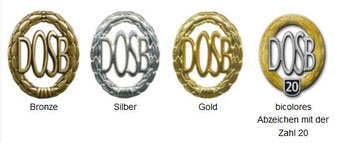 DOSB DOSB DOSB DOSB
20
Bronze Silber Gold bicolores
Abzeichen mit der
Zahl 20